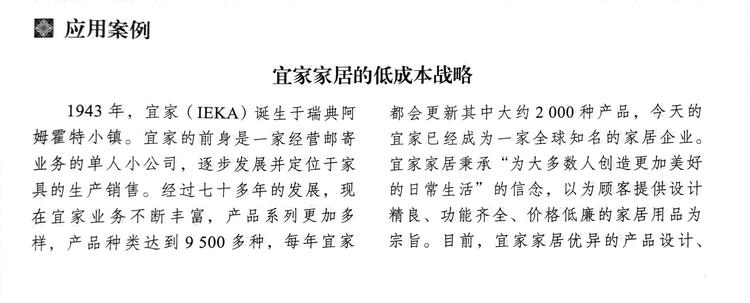 应用案例
宜家家居的低成本战略
1943 年，宜家（IEKA）诞生于瑞典阿
姆霍特小镇。宜家的前身是一家经营邮寄
业务的单人小公司，逐步发展并定位于家
具的生产销售。经过七十多年的发展，现
在宜家业务不断丰富，产品系列更加多
样，产品种类达到 9 500 多种，每年宜家
都会更新其中大约 2 000 种产品，今天的
宜家已经成为一家全球知名的家居企业。
宜家家居秉承“为大多数人创造更加美好
的日常生活”的信念，以为顾客提供设计
精良、功能齐全、价格低廉的家居用品为
宗旨。目前，宜家家居优异的产品设计、